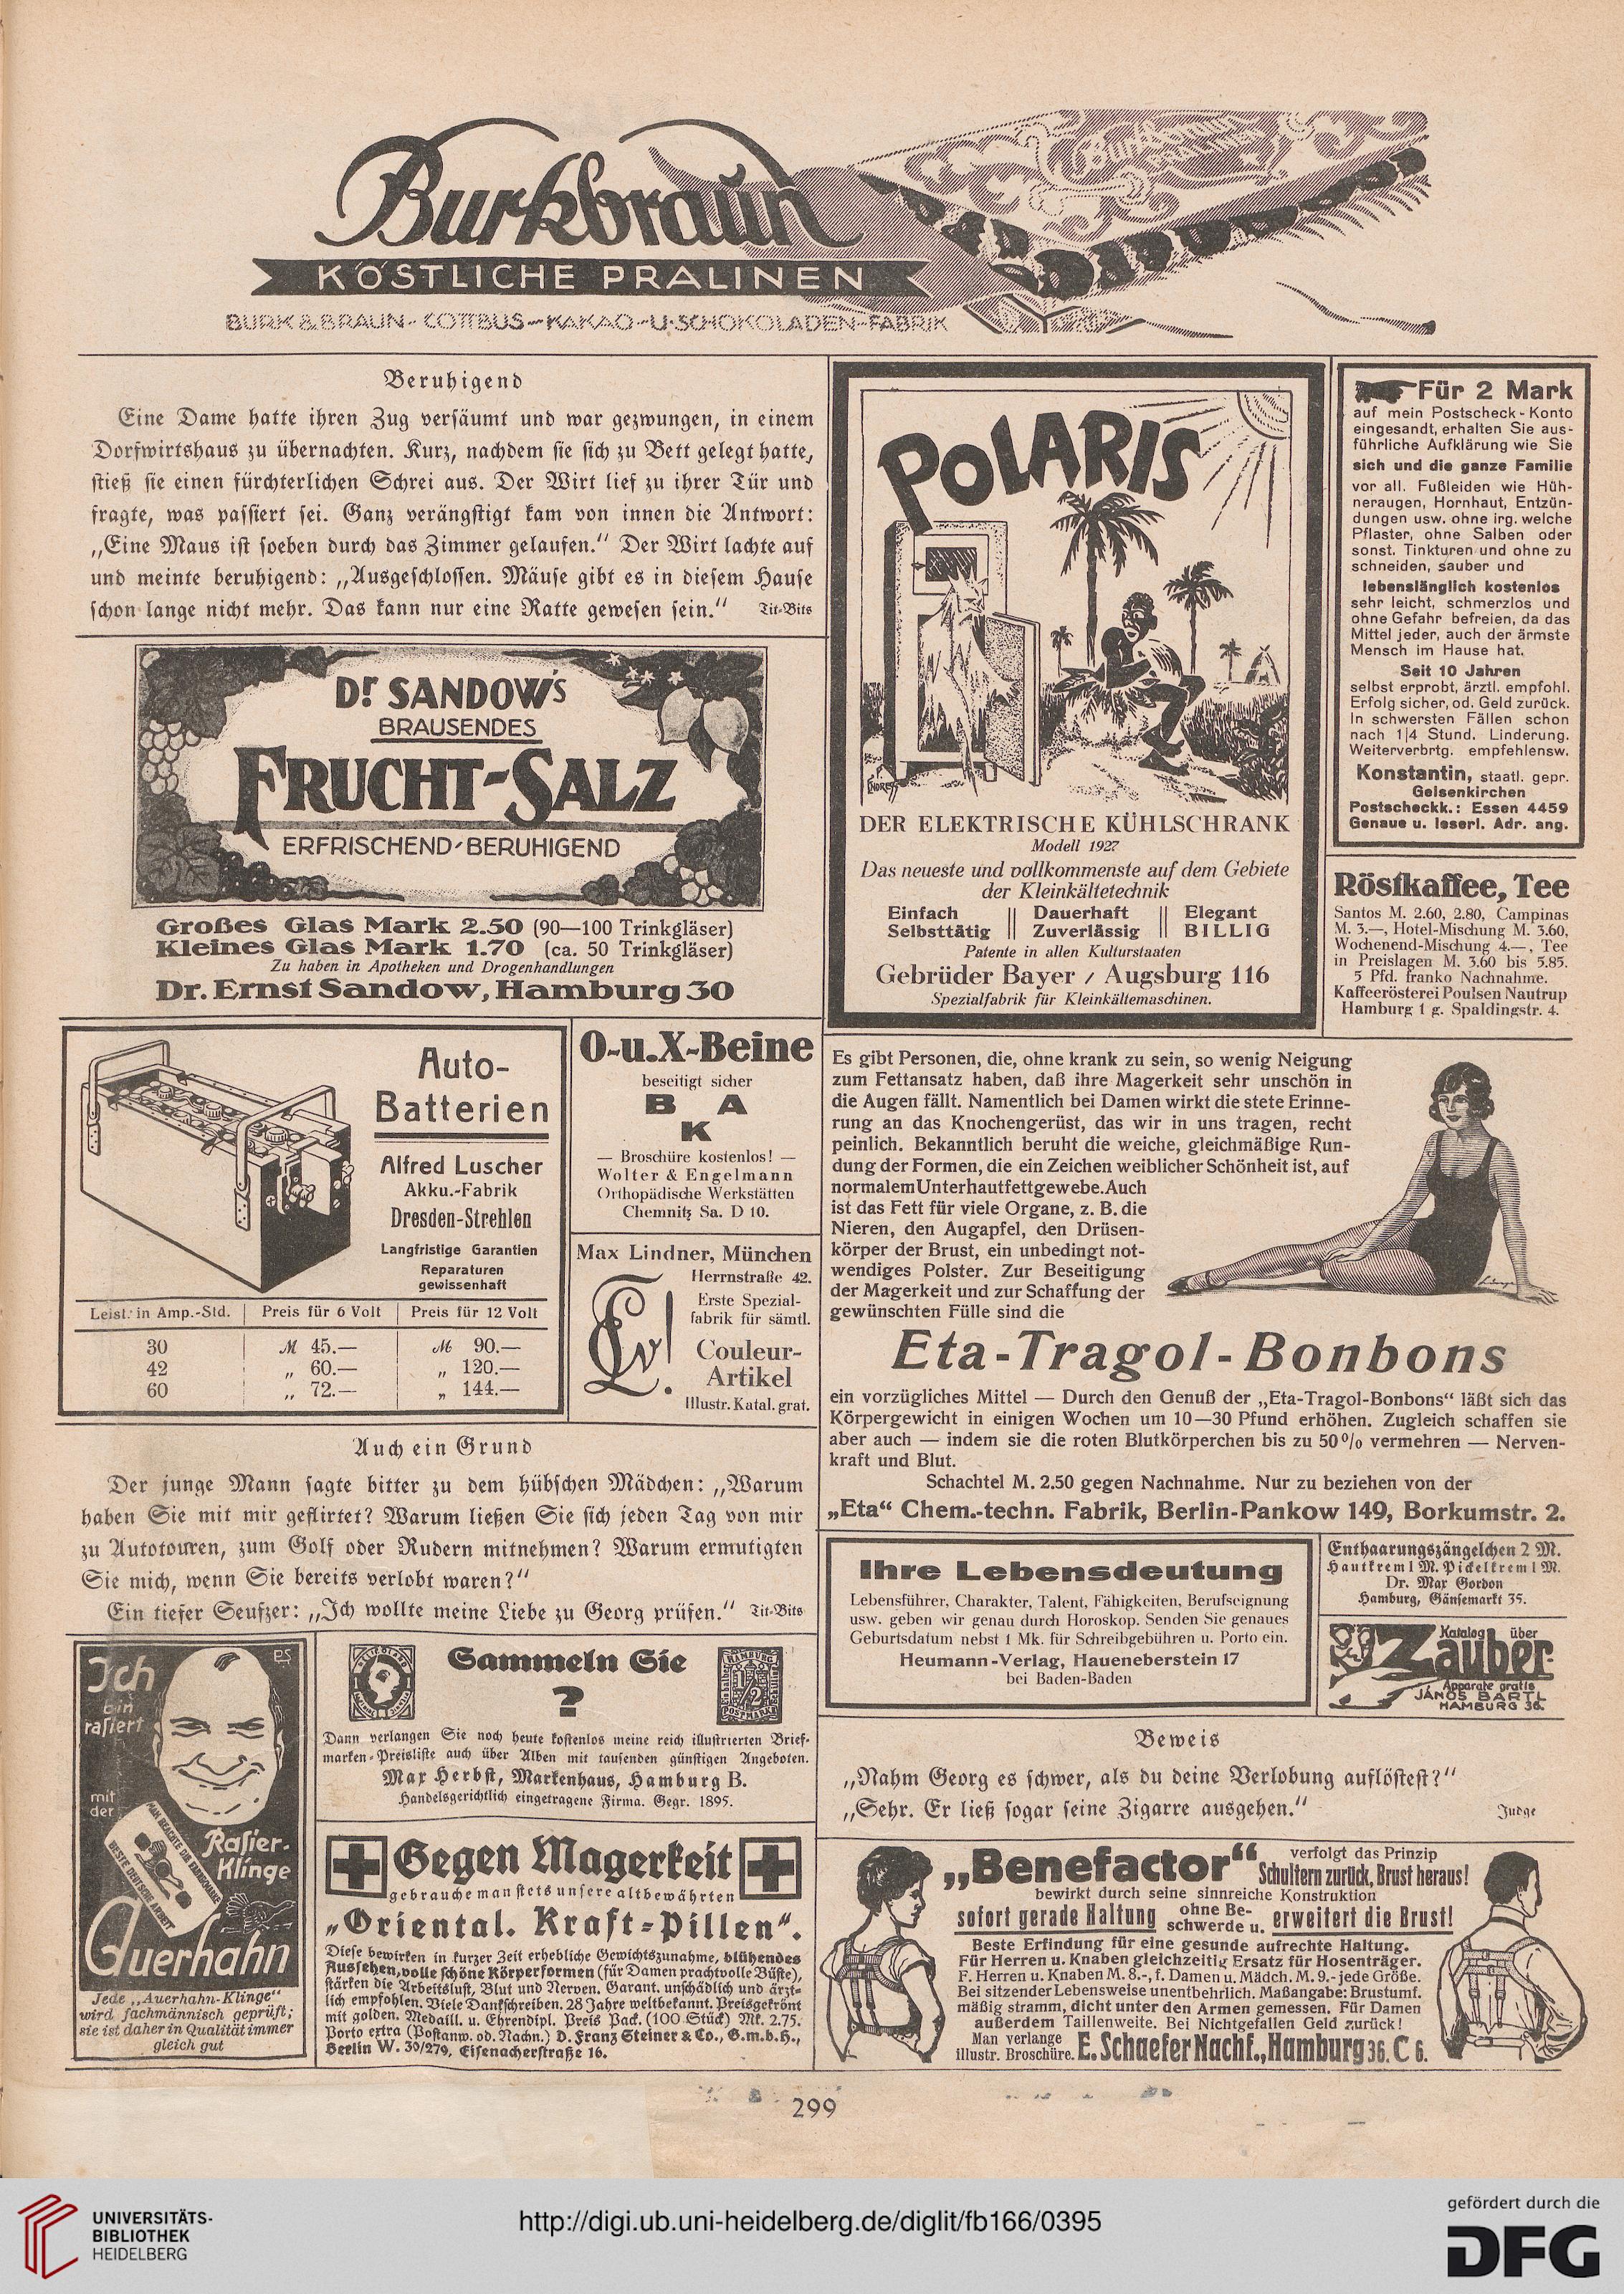 Burkbraun
KÖSTLICHE PRALINEN
BURK & BRAUN - COTTBUS - KAKAO - U. SCHOKOLADEN - FABRIK
Beruhigend
Eine Dame hatte ihren Zug versäumt und war gezwungen, in einem
Dorfwirtshaus zu übernachten. Kurz, nachdem sie sich zu Bett gelegt hatte,
stieß sie einen fürchterlichen Schrei aus. Der Wirt lief zu ihrer Tür und
fragte, was passiert sei. Ganz verängstigt kam von innen die Antwort:
„Eine Maus ist soeben durch das Zimmer gelaufen.“ Der Wirt lachte auf
und meinte beruhigend: „Ausgeschlossen. Mäuse gibt es in diesem Hause
schon lange nicht mehr. Das kann nur eine Ratte gewesen sein.“ Tit-Bits
Dr. SANDOW'S
BRAUSENDES
FRUCHT-SALZ
ERFRISCHEND-BERUHIGEND
Großes Glas Mark 2.50 (90—100 Trinkgläser)
Kleines Glas Mark 1.70 (ca. 50 Trinkgläser)
Zu haben in Apotheken und Drogenhandlungen
Dr. Ernst Sandow, Hamburg 30
POLARIS
DER ELEKTRISCHE KÜHLSCHRANK
Modell 1927
Das neueste und vollkommenste auf dem Gebiete
der Kleinkältetechnik
Einfach || Dauerhaft || Elegant
Selbsttätig || Zuverlässig || BILLIG
Patente in allen Kulturstaaten
Gebrüder Bayer / Augsburg 116
Spezialfabrik für Kleinkältemaschinen.
Für 2 Mark
auf mein Postscheck-Konto
eingesandt, erhalten Sie aus-
führliche Aufklärung wie Sie
sich und die ganze Familie
vor all. Fußleiden wie Hüh-
neraugen, Hornhaut, Entzün-
dungen usw. ohne irg. welche
Pflaster, ohne Salben oder
sonst. Tinkturen und ohne zu
schneiden, sauber und
lebenslänglich kostenlos
sehr leicht, schmerzlos und
ohne Gefahr befreien, da das
Mittel jeder, auch der ärmste
Mensch im Hause hat.
Seit 10 Jahren
selbst erprobt, ärztl. empfohl.
Erfolg sicher, od. Geld zurück.
In schwersten Fällen schon
nach 1|4 Stund. Linderung.
Weiterverbrtg. empfehlensw.
Konstantin, staatl. gepr.
Gelsenkirchen
Postscheckk.: Essen 4459
Genaue u. leserl. Adr. ang.
Röstkaffee, Tee
Santos M. 2.60, 2.80, Campinas
M. 3.—, Hotel-Mischung M. 3.60,
Wochenend-Mischung 4.—, Tee
in Preislagen M. 3.60 bis 5.85.
5 Pfd. franko Nachnahme.
Kaffeerösterei Poulsen Nautrup
Hamburg 1 g. Spaldingstr. 4.
Auto-
Batterien
Alfred Luscher
Akku.-Fabrik
Dresden-Strehlen
Langfristige Garantien
Reparaturen
gewissenhaft
Leist. in Amp.-Std. | Preis für 6 Volt | Preis für 12 Volt
30 M 45.— M 90.—
42 „ 60.— „ 120.—
60 „ 72.— „ 144.—
O-u.X-Beine
beseitigt sicher
B A
K
— Broschüre kostenlos! —
Wolter & Engelmann
Orthopädische Werkstätten
Chemnitz Sa. D 10.
Max Lindner, München
Herrnstraße 42.
Erste Spezial-
fabrik für sämtl.
Couleur-
Artikel
Illustr. Katal. grat.
Es gibt Personen, die, ohne krank zu sein, so wenig Neigung
zum Fettansatz haben, daß ihre Magerkeit sehr unschön in
die Augen fällt. Namentlich bei Damen wirkt die stete Erinne-
rung an das Knochengerüst, das wir in uns tragen, recht
peinlich. Bekanntlich beruht die weiche, gleichmäßige Run-
dung der Formen, die ein Zeichen weiblicher Schönheit ist, auf
normalem Unterhautfettgewebe. Auch
ist das Fett für viele Organe, z. B. die
Nieren, den Augapfel, den Drüsen-
körper der Brust, ein unbedingt not-
wendiges Polster. Zur Beseitigung
der Magerkeit und zur Schaffung der
gewünschten Fülle sind die
Eta-Tragol-Bonbons
ein vorzügliches Mittel — Durch den Genuß der „Eta-Tragol-Bonbons“ läßt sich das
Körpergewicht in einigen Wochen um 10—30 Pfund erhöhen. Zugleich schaffen sie
aber auch — indem sie die roten Blutkörperchen bis zu 50% vermehren — Nerven-
kraft und Blut.
Schachtel M. 2.50 gegen Nachnahme. Nur zu beziehen von der
„Eta“ Chem.-techn. Fabrik, Berlin-Pankow 149, Borkumstr. 2.
Auch ein Grund
Der junge Mann sagte bitter zu dem hübschen Mädchen: „Warum
haben Sie mit mir geflirtet? Warum ließen Sie sich jeden Tag von mir
zu Autotouren, zum Golf oder Rudern mitnehmen? Warum ermutigten
Sie mich, wenn Sie bereits verlobt waren?“
Ein tiefer Seufzer: „Ich wollte meine Liebe zu Georg prüfen.“ Tit-Bits
Ihre Lebensdeutung
Lebensführer, Charakter, Talent, Fähigkeiten, Berufseignung
usw. geben wir genau durch Horoskop. Senden Sie genaues
Geburtsdatum nebst 1 Mk. für Schreibgebühren u. Porto ein.
Heumann-Verlag, Haueneberstein 17
bei Baden-Baden
Enthaarungszängelchen 2 M.
Hautkrem 1 M. Pickelkrem 1 M.
Dr. Max Gordon
Hamburg, Gänsemarkt 35.
Katalog über
Zauber-
Apparate gratis
JÁNOS BARTL
HAMBURG 36.
Ich
bin
rasiert
mit
der
MAN BEACHTE DIE FABRIKMARKE
BESTE DEUTSCHE ARBEIT
Rasier-
Klinge
Auerhahn
Jede „Auerhahn-Klinge“
wird fachmännisch geprüft;
sie ist daher in Qualität immer
gleich gut
Sammeln Sie
?
HELIGOLAND
HAMBURG
1/2
POSTMARKE
Dann verlangen Sie noch heute kostenlos meine reich illustrierten Brief-
marken-Preisliste auch über Alben mit tausenden günstigen Angeboten.
Max Herbst, Markenhaus, Hamburg B.
Handelsgerichtlich eingetragene Firma. Gegr. 1895.
Gegen Magerkeit
gebrauche man stets unsere altbewährten
„Oriental. Kraft-Pillen“.
Diese bewirken in kurzer Zeit erhebliche Gewichtszunahme, blühendes
Aussehen, volle schöne Körperformen (für Damen prachtvolle Büste),
stärken die Arbeitslust, Blut und Nerven. Garant. unschädlich und ärzt-
lich empfohlen. Viele Dankschreiben. 28 Jahre weltbekannt. Preisgekrönt
mit golden. Medaill. u. Ehrendipl. Preis Pack. (100 Stück) Mk. 2.75.
Porto extra (Postanw. od. Nachn.) D. Franz Steiner & Co., G.m.b.H.,
Berlin W. 30/279, Eisenacherstraße 16.
Beweis
„Nahm Georg es schwer, als du deine Verlobung auflöstest?“
„Sehr. Er ließ sogar seine Zigarre ausgehen.“ Judge
„Benefactor“ verfolgt das Prinzip
Schultern zurück, Brust heraus!
bewirkt durch seine sinnreiche Konstruktion
sofort gerade Haltung ohne Be-
schwerde u. erweitert die Brust!
Beste Erfindung für eine gesunde aufrechte Haltung.
Für Herren u. Knaben gleichzeitig Ersatz für Hosenträger.
F. Herren u. Knaben M. 8.-, f. Damen u. Mädch. M. 9.- jede Größe.
Bei sitzender Lebensweise unentbehrlich. Maßangabe: Brustumf.
mäßig stramm, dicht unter den Armen gemessen. Für Damen
außerdem Taillenweite. Bei Nichtgefallen Geld zurück!
Man verlange
illustr. Broschüre. E. Schaefer Nachf., Hamburg 36. C 6.
299
UNIVERSITÄTS-
BIBLIOTHEK
HEIDELBERG
http://digi.ub.uni-heidelberg.de/diglit/fb166/0395
gefördert durch die
DFG